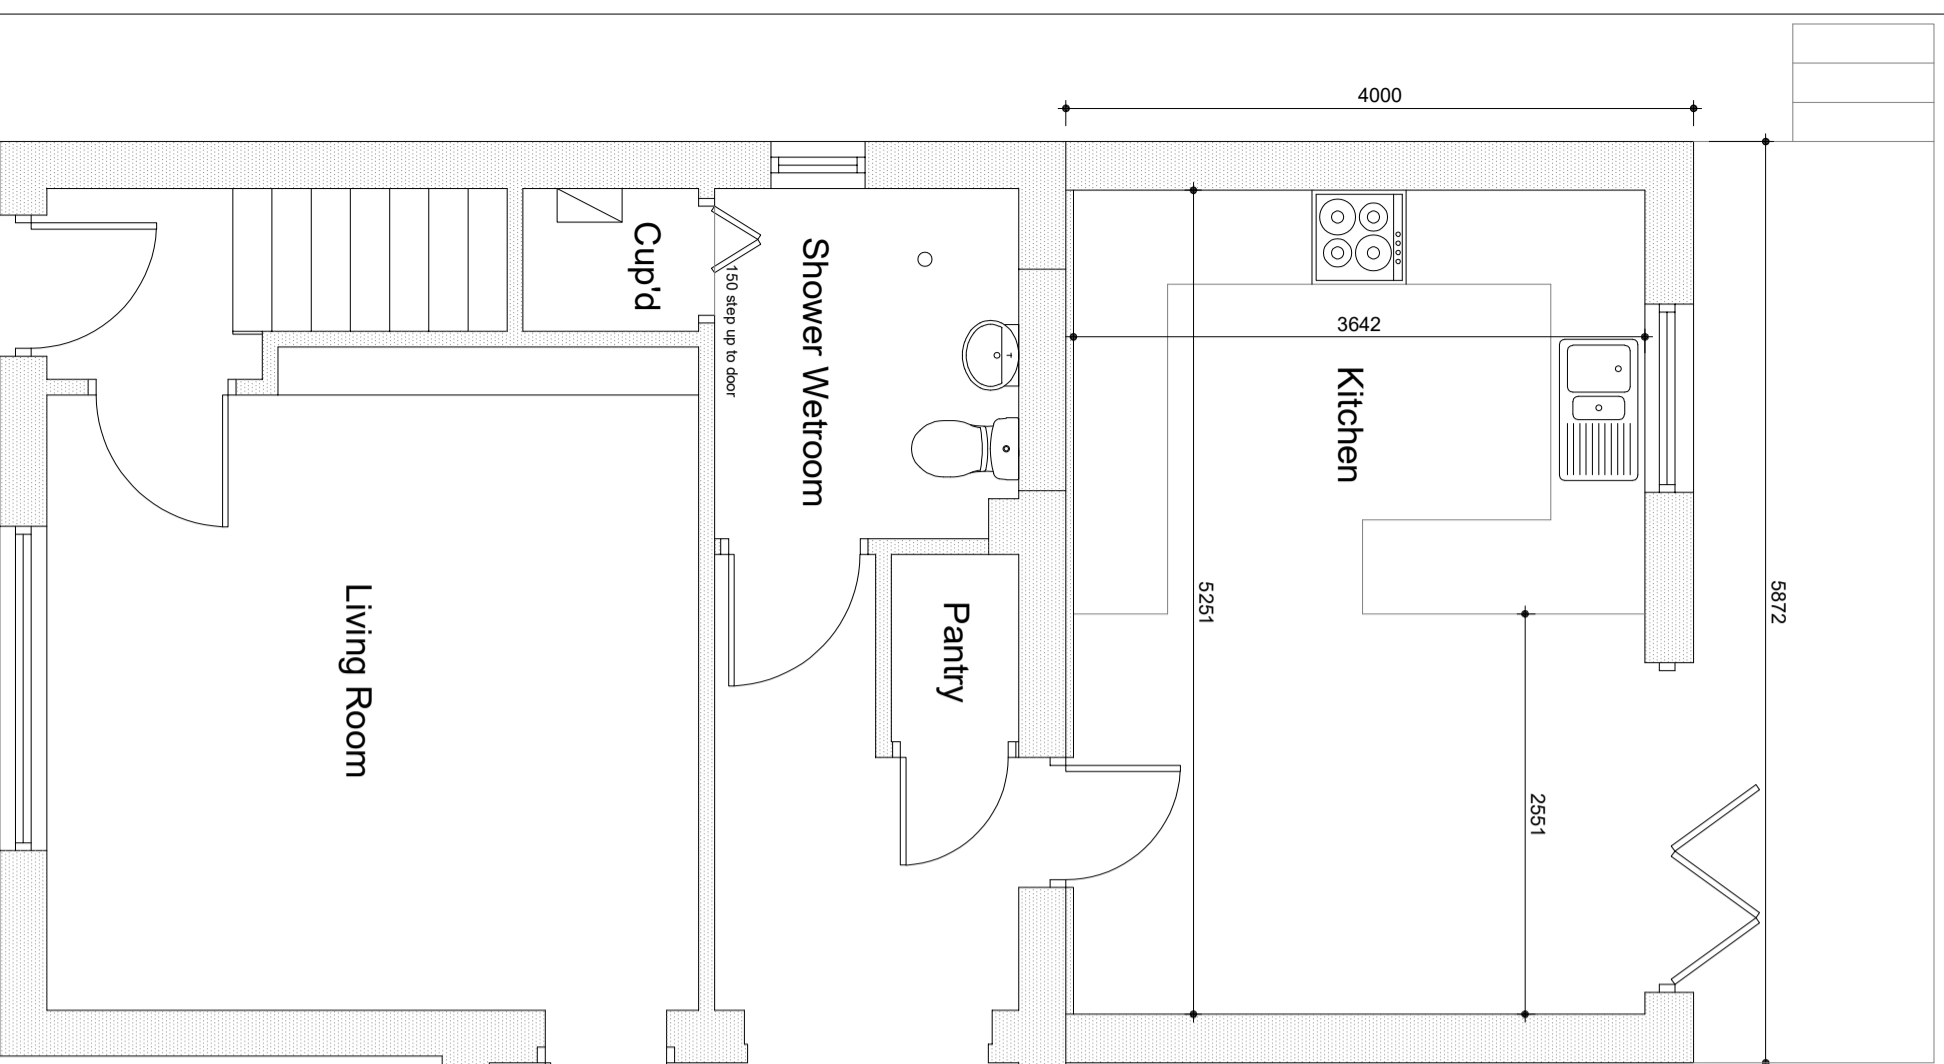 4000
3642
5251
5872
2551
Cup'd
150 step up to door
Shower Wetroom
Kitchen
Living Room
Pantry